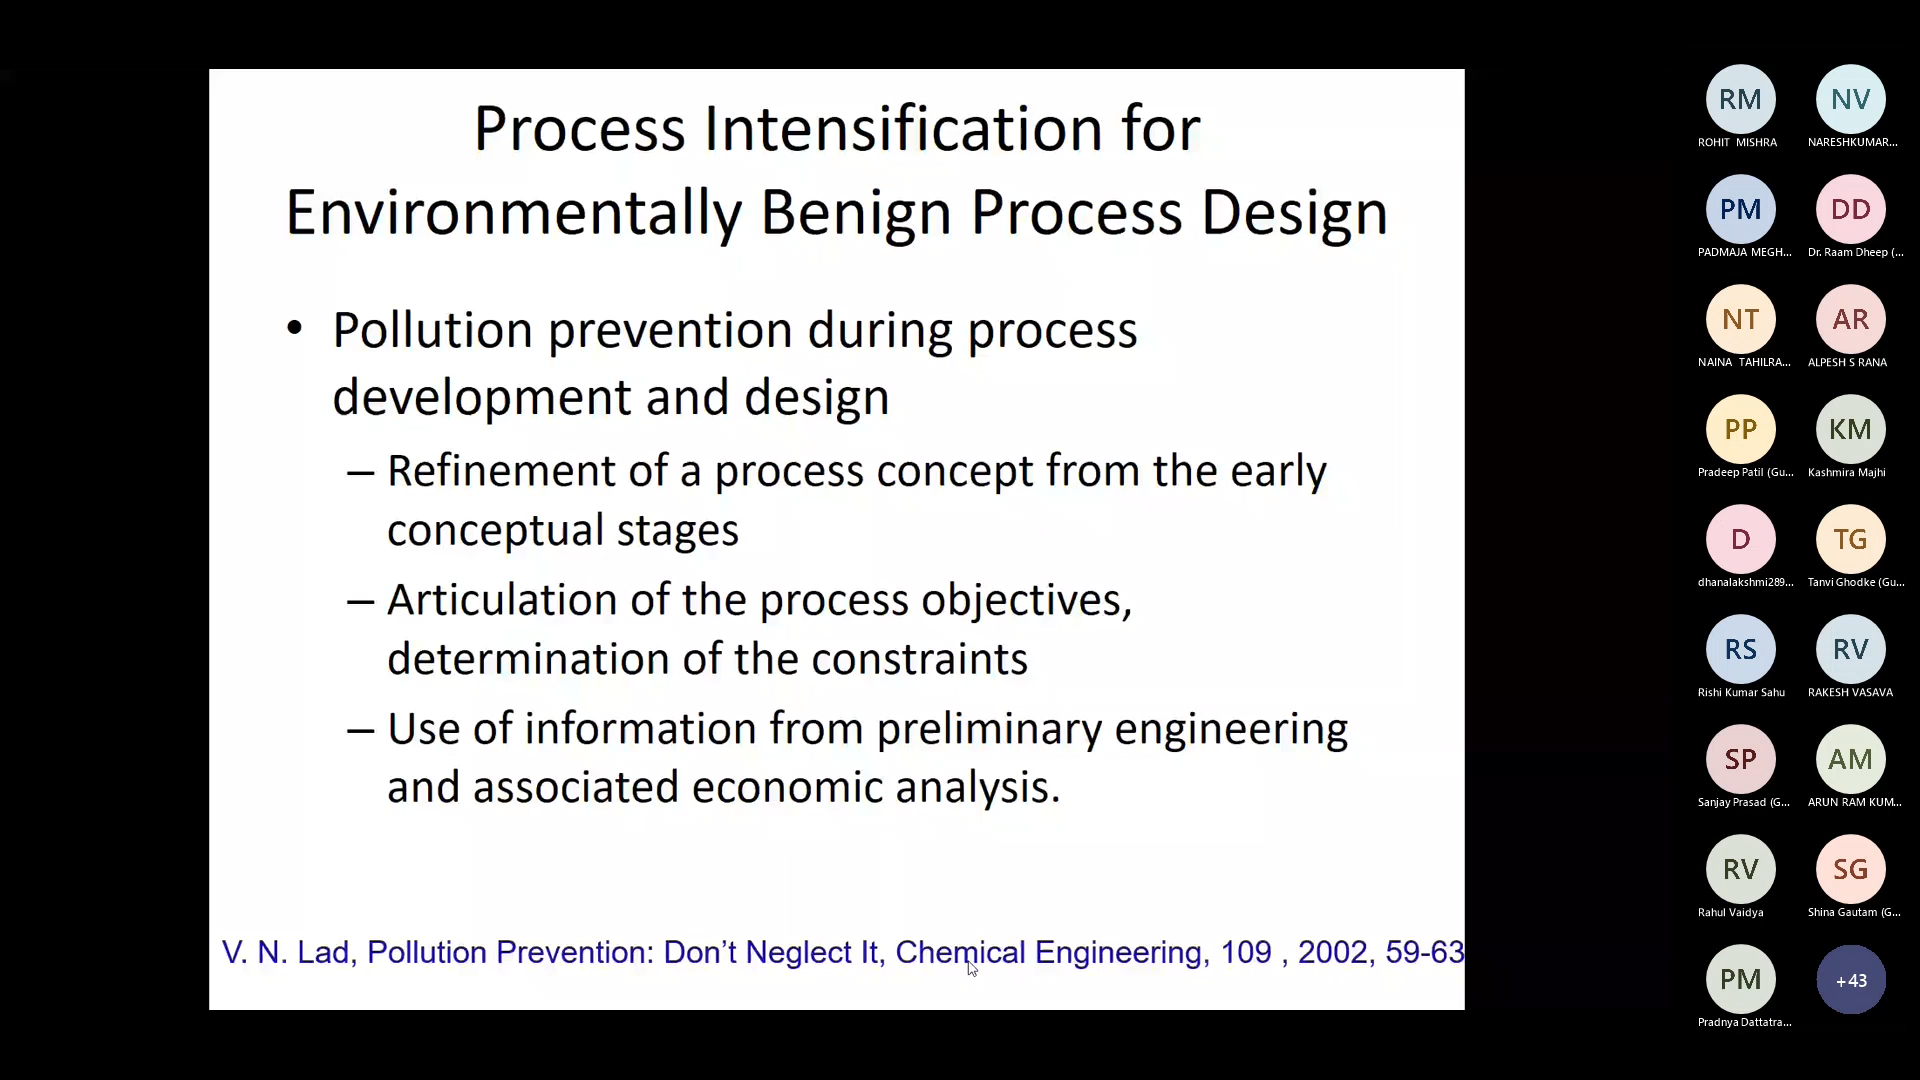 Process Intensification for
Environmentally Benign Process Design
• Pollution prevention during process
development and design
– Refinement of a process concept from the early
conceptual stages
– Articulation of the process objectives,
determination of the constraints
– Use of information from preliminary engineering
and associated economic analysis.
V. N. Lad, Pollution Prevention: Don’t Neglect It, Chemical Engineering, 109 , 2002, 59-63
RM
ROHIT MISHRA
NV
NARESHKUMAR...
PM
PADMAJA MEGH...
DD
Dr. Raam Dheep (...
NT
NAINA TAHILRA...
AR
ALPESH S RANA
PP
Pradeep Patil (Gu...
KM
Kashmira Majhi
D
dhanalakshmi289...
TG
Tanvi Ghodke (Gu...
RS
Rishi Kumar Sahu
RV
RAKESH VASAVA
SP
Sanjay Prasad (G...
AM
ARUN RAM KUM...
RV
Rahul Vaidya
SG
Shina Gautam (G...
PM
Pradnya Dattatra...
+43